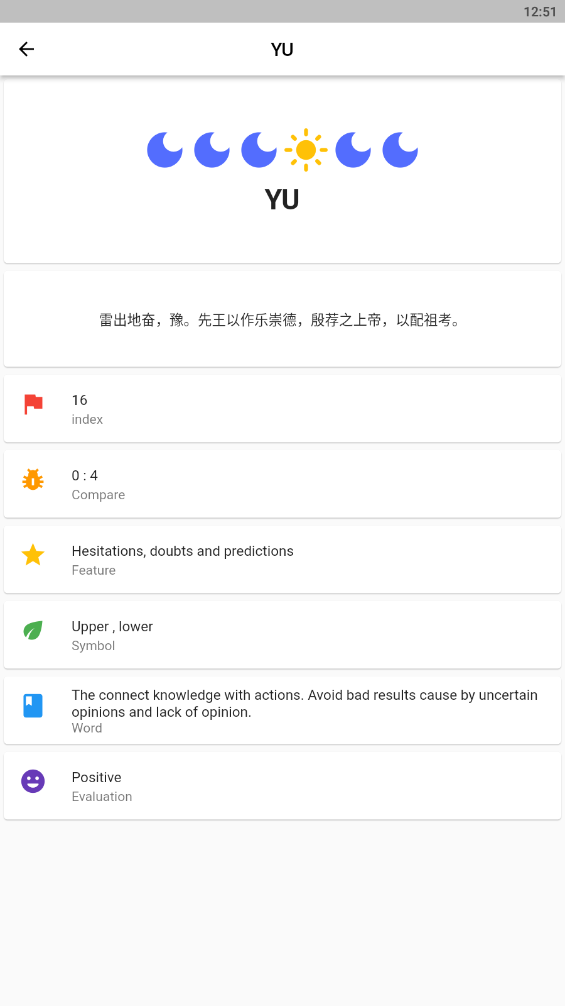 12:51
YU
YU
雷出地奋，豫。先王以作乐崇德，殷荐之上帝，以配祖考。
16
index
0 : 4
Compare
Hesitations, doubts and predictions
Feature
Upper , lower
Symbol
The connect knowledge with actions. Avoid bad results cause by uncertain
opinions and lack of opinion.
Word
Positive
Evaluation